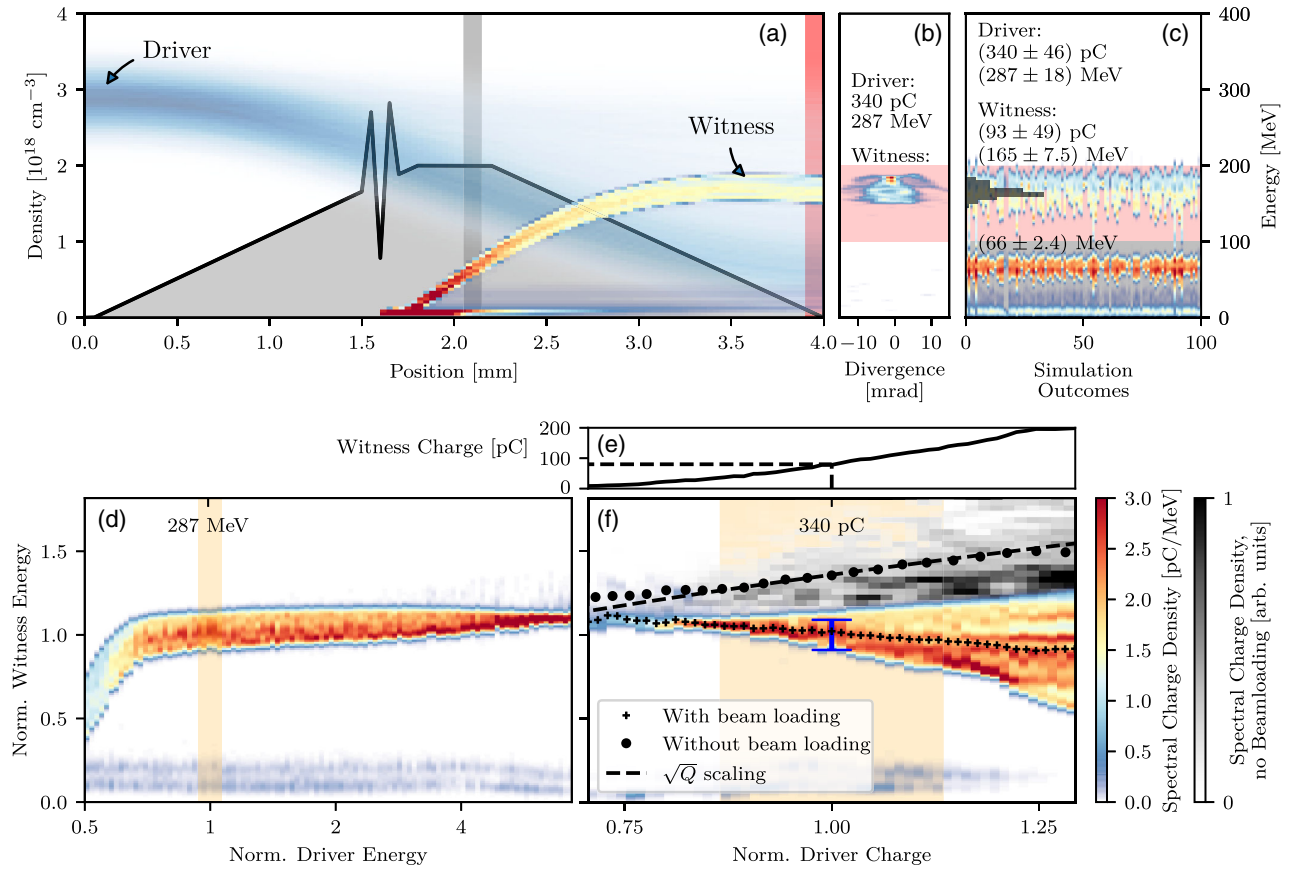 (a)
Driver
Witness
Density [10¹⁸ cm⁻³]
4
3
2
1
0
0.0 0.5 1.0 1.5 2.0 2.5 3.0 3.5 4.0
Position [mm]
(b)
Driver:
340 pC
287 MeV
Witness:
−10 0 10
Divergence
[mrad]
(c)
Driver:
(340 ± 46) pC
(287 ± 18) MeV
Witness:
(93 ± 49) pC
(165 ± 7.5) MeV
(66 ± 2.4) MeV
0 50 100
Simulation
Outcomes
400
300
200
100
0
Energy [MeV]
Witness Charge [pC]
200
100
0
(e)
(d)
287 MeV
Norm. Witness Energy
1.5
1.0
0.5
0.0
0.5 1 2 4
Norm. Driver Energy
(f)
340 pC
With beam loading
Without beam loading
√Q scaling
0.75 1.00 1.25
Norm. Driver Charge
3.0
2.5
2.0
1.5
1.0
0.5
0.0
Spectral Charge Density [pC/MeV]
1
0
Spectral Charge Density,
no Beamloading [arb. units]